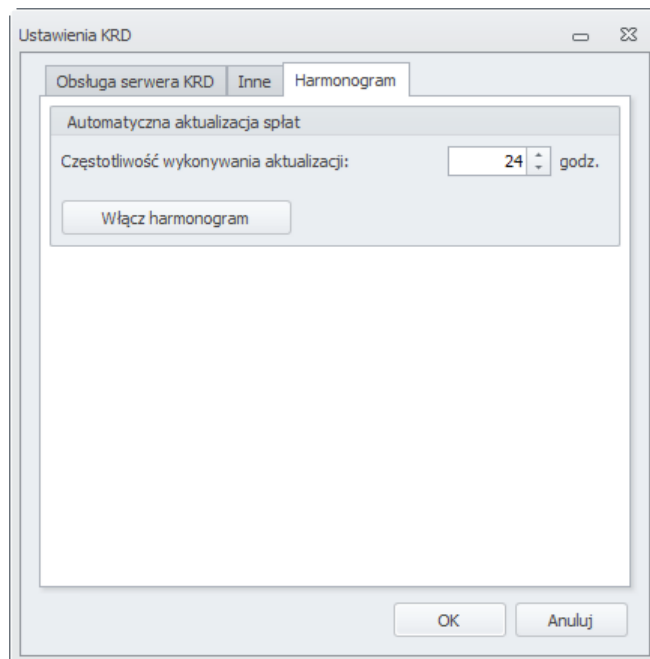 Ustawienia KRD
Obsługa serwera KRD Inne Harmonogram
Automatyczna aktualizacja spłat
Częstotliwość wykonywania aktualizacji: 24 godz.
Włącz harmonogram
OK Anuluj